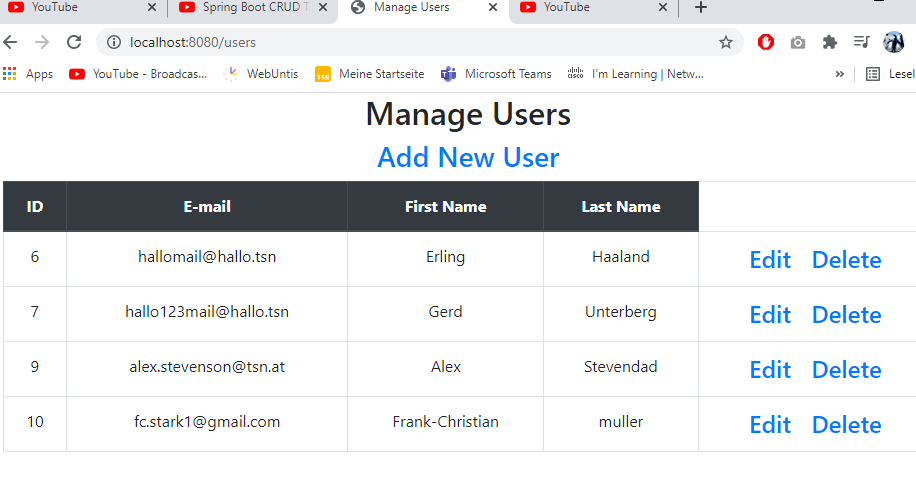 YouTube Spring Boot CRUD T Manage Users YouTube
localhost:8080/users
Apps YouTube - Broadcas... WebUntis TSN Meine Startseite Microsoft Teams cisco I'm Learning | Netw... » Lesel
Manage Users
Add New User
ID E-mail First Name Last Name
6 hallomail@hallo.tsn Erling Haaland Edit Delete
7 hallo123mail@hallo.tsn Gerd Unterberg Edit Delete
9 alex.stevenson@tsn.at Alex Stevendad Edit Delete
10 fc.stark1@gmail.com Frank-Christian muller Edit Delete